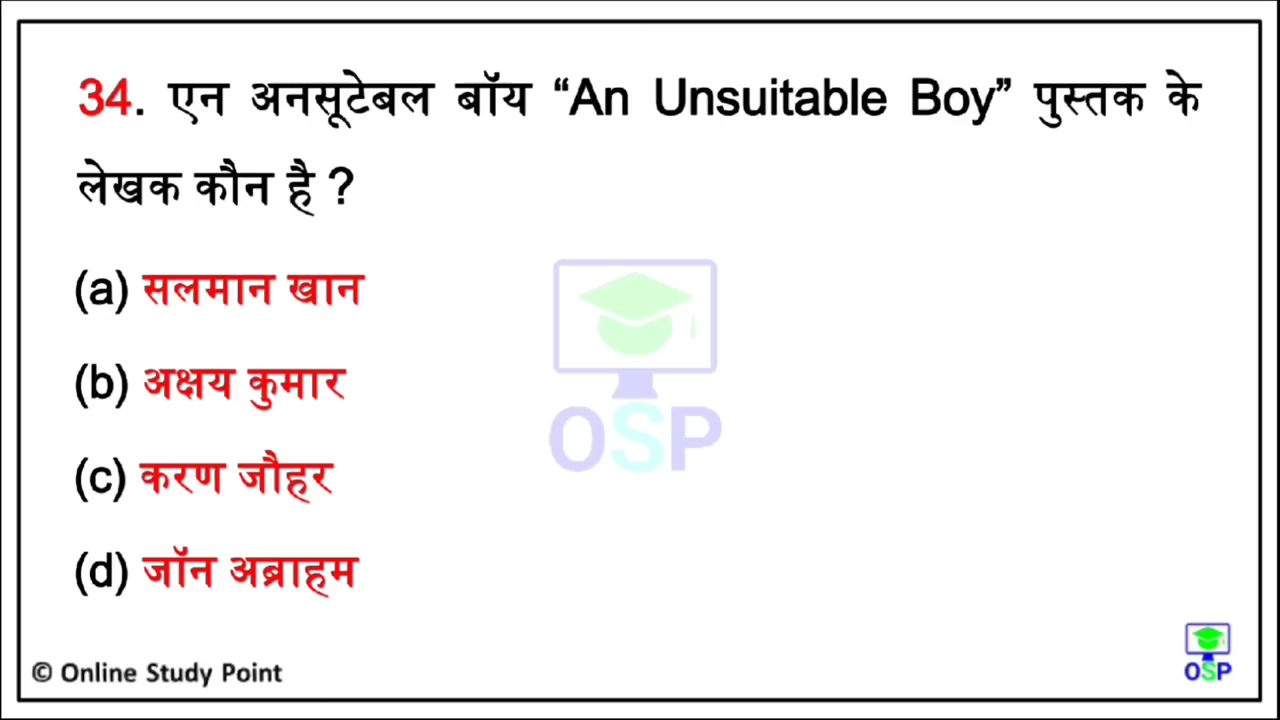 34. एन अनसूटेबल बॉय “An Unsuitable Boy” पुस्तक के
लेखक कौन है ?
(a) सलमान खान
(b) अक्षय कुमार
(c) करण जौहर
(d) जॉन अब्राहम
OSP
© Online Study Point
OSP